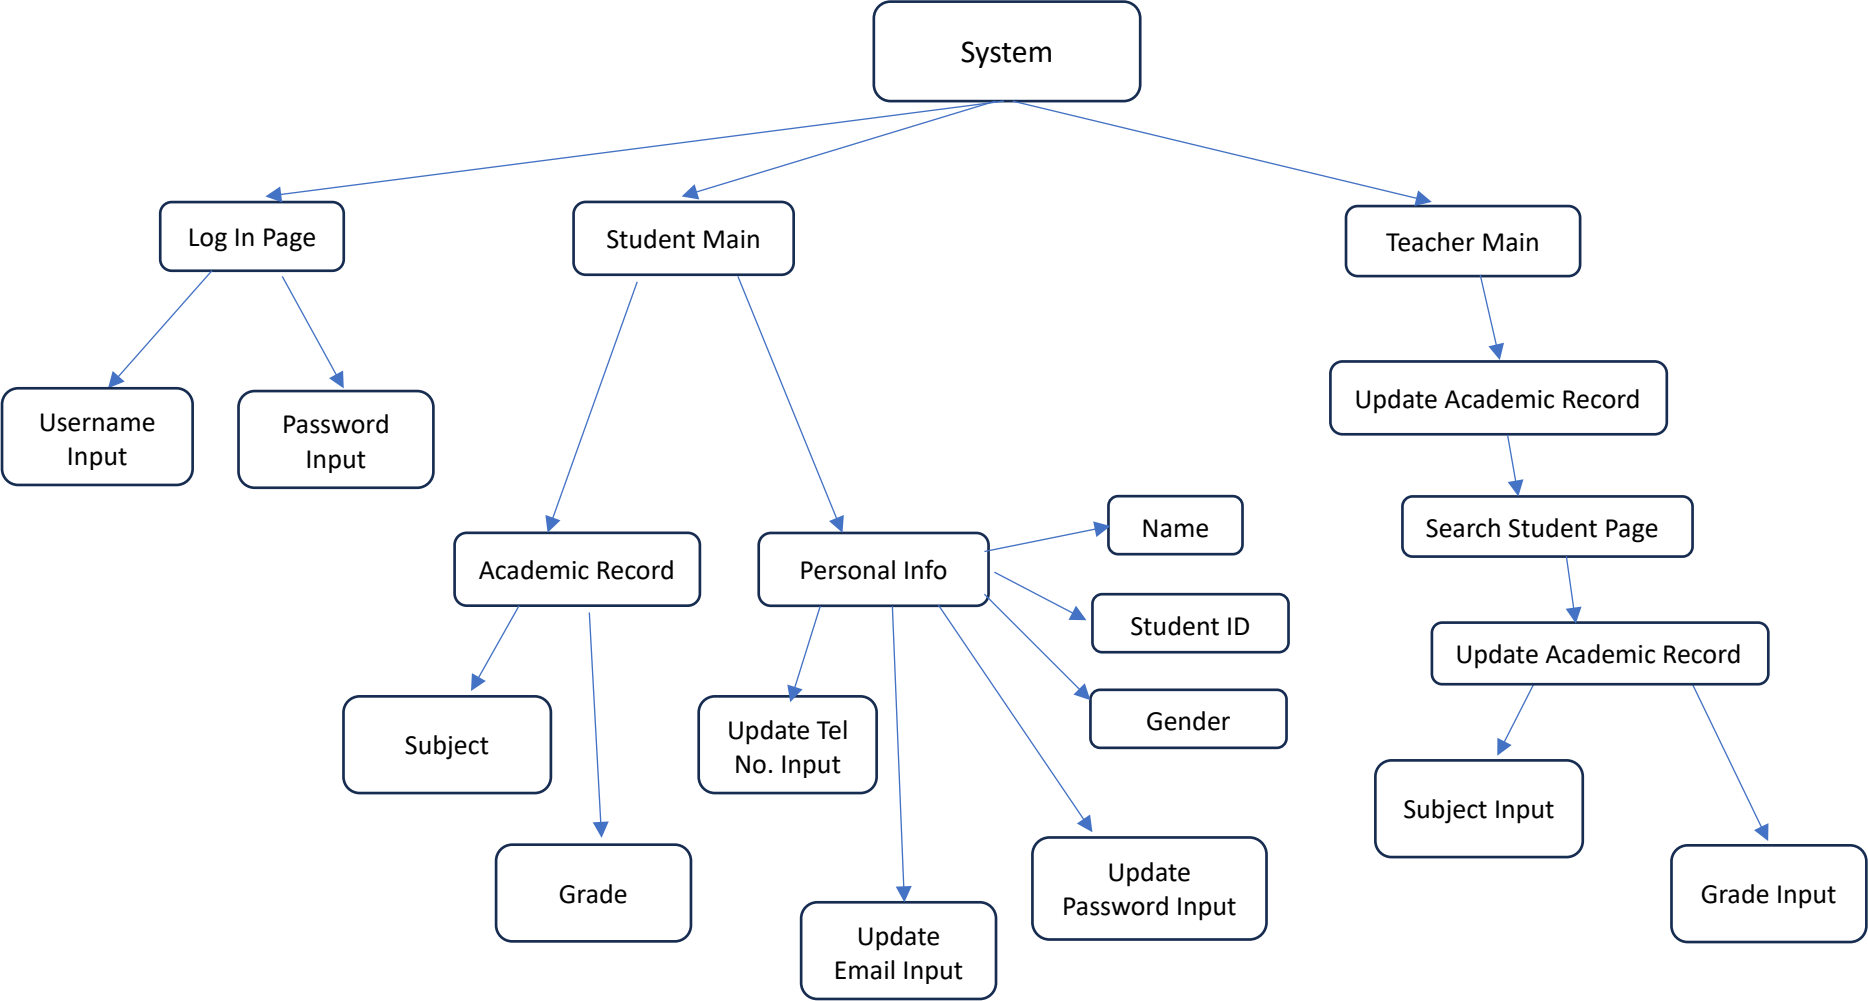 System
Log In Page
Student Main
Teacher Main
Username
Input
Password
Input
Update Academic Record
Academic Record
Personal Info
Name
Student ID
Gender
Search Student Page
Update Academic Record
Subject
Grade
Update Tel
No. Input
Update
Email Input
Update
Password Input
Subject Input
Grade Input